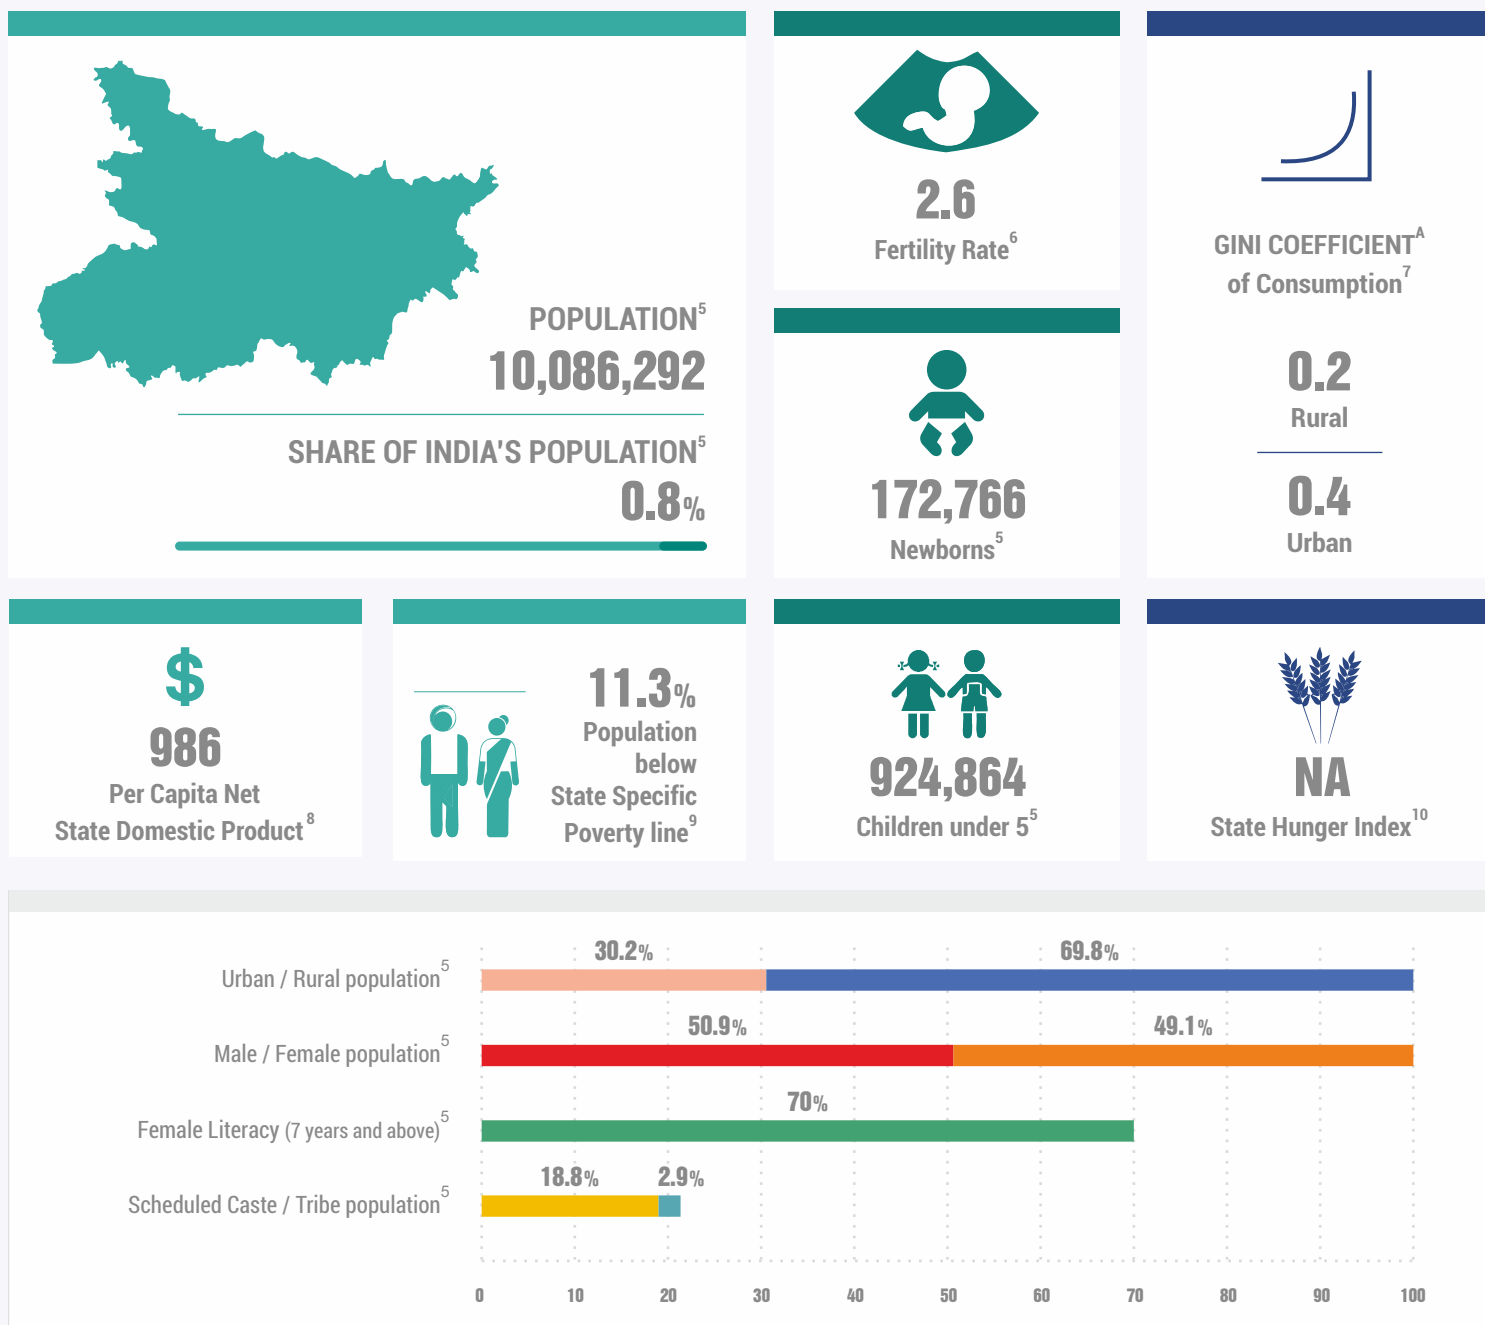 POPULATION5
10,086,292
SHARE OF INDIA'S POPULATION5
0.8%
2.6
Fertility Rate6
172,766
Newborns5
GINI COEFFICIENTA
of Consumption7
0.2
Rural
0.4
Urban
$
986
Per Capita Net
State Domestic Product8
11.3%
Population
below
State Specific
Poverty line9
924,864
Children under 55
NA
State Hunger Index10
30.2% 69.8%
Urban / Rural population5
50.9% 49.1%
Male / Female population5
70%
Female Literacy (7 years and above)5
18.8% 2.9%
Scheduled Caste / Tribe population5
0 10 20 30 40 50 60 70 80 90 100